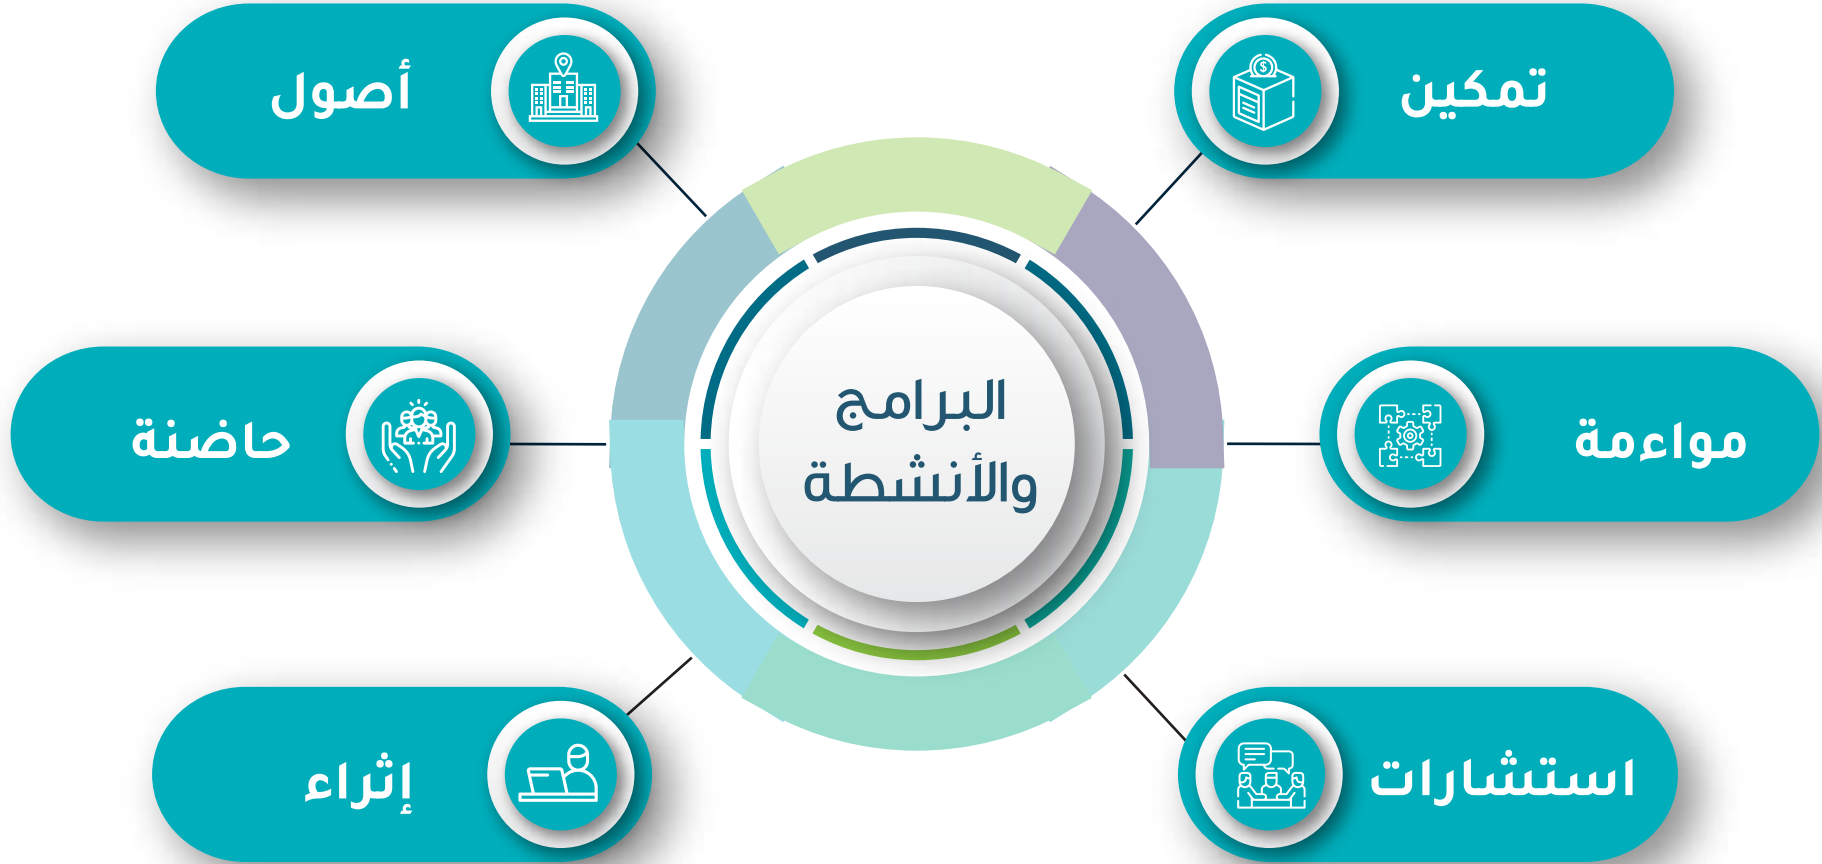 البرامج
والأنشطة
تمكين
مواءمة
استشارات
أصول
حاضنة
إثراء